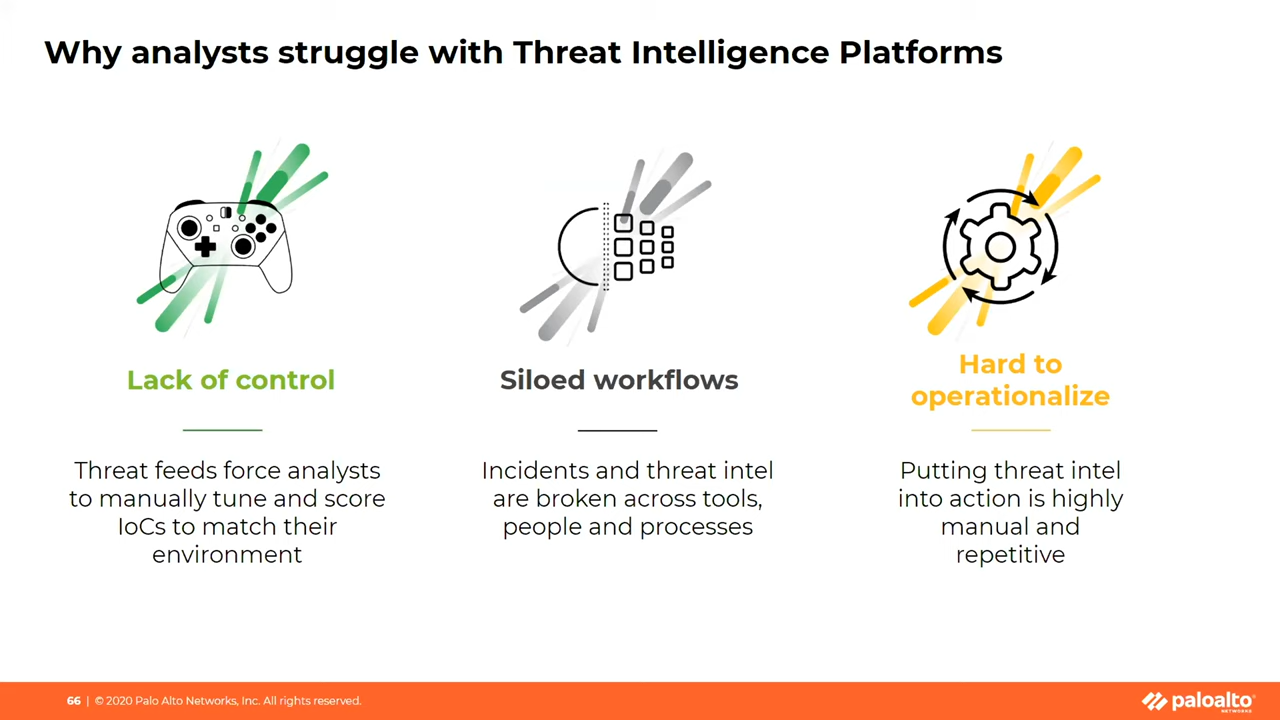 Why analysts struggle with Threat Intelligence Platforms
Lack of control
Threat feeds force analysts
to manually tune and score
IoCs to match their
environment
Siloed workflows
Incidents and threat intel
are broken across tools,
people and processes
Hard to
operationalize
Putting threat intel
into action is highly
manual and
repetitive
66 | © 2020 Palo Alto Networks, Inc. All rights reserved.
paloalto
NETWORKS